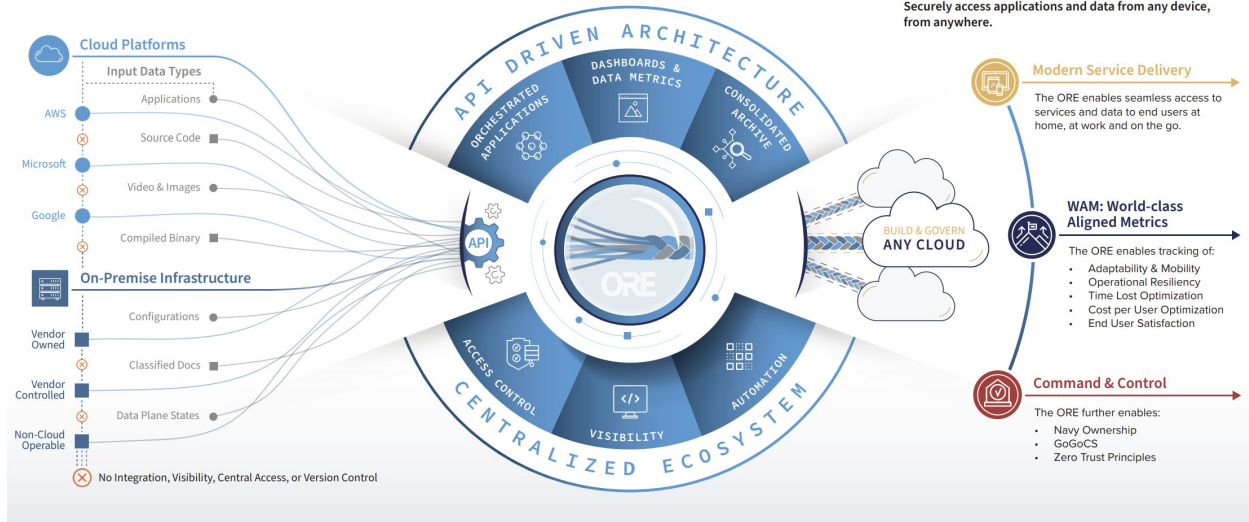 Securely access applications and data from any device,
from anywhere.
Cloud Platforms
Input Data Types
Applications
AWS
Source Code
Microsoft
Video & Images
Google
Compiled Binary
On-Premise Infrastructure
Configurations
Vendor
Owned
Classified Docs
Vendor
Controlled
Data Plane States
Non-Cloud
Operable
No Integration, Visibility, Central Access, or Version Control
API
API DRIVEN ARCHITECTURE
ORCHESTRATED
APPLICATIONS
DASHBOARDS &
DATA METRICS
CONSOLIDATED
ARCHIVE
ORE
ACCESS CONTROL
</>
VISIBILITY
AUTOMATION
CENTRALIZED ECOSYSTEM
BUILD & GOVERN
ANY CLOUD
Modern Service Delivery
The ORE enables seamless access to
services and data to end users at
home, at work and on the go.
WAM: World-class
Aligned Metrics
The ORE enables tracking of:
• Adaptability & Mobility
• Operational Resiliency
• Time Lost Optimization
• Cost per User Optimization
• End User Satisfaction
Command & Control
The ORE further enables:
• Navy Ownership
• GoGoCS
• Zero Trust Principles